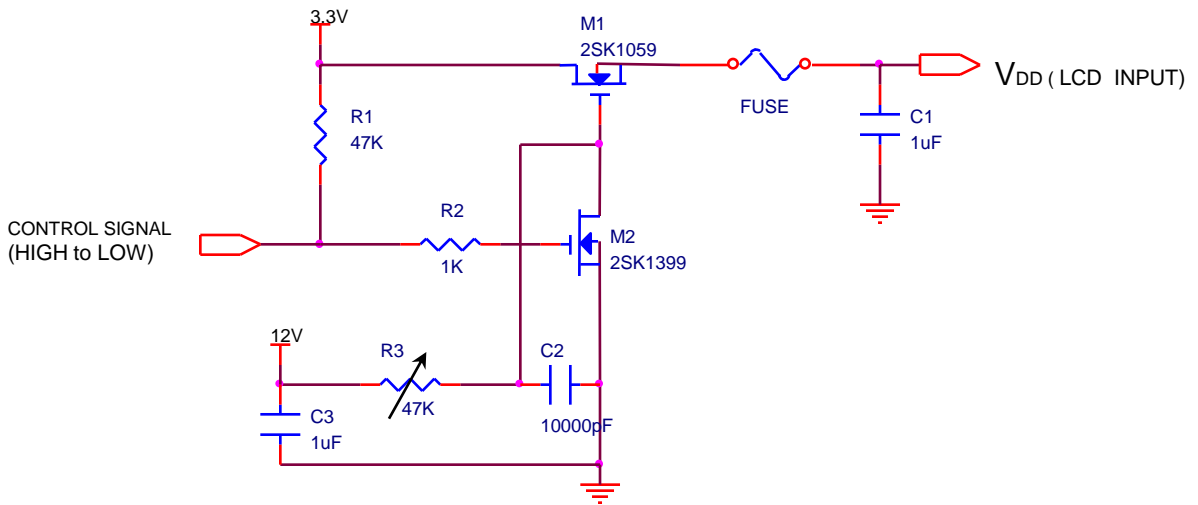 3.3V
M1
2SK1059
R1
47K
FUSE
VDD ( LCD INPUT)
C1
1uF
CONTROL SIGNAL
(HIGH to LOW)
R2
1K
M2
2SK1399
12V
R3
47K
C2
10000pF
C3
1uF